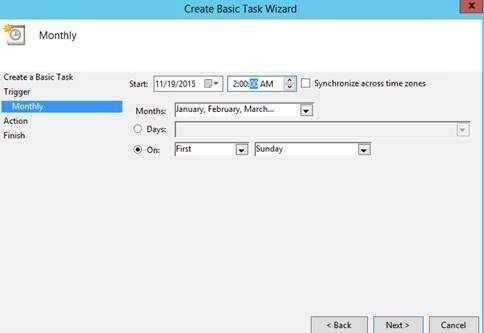 Create Basic Task Wizard
x
Monthly
Create a Basic Task
Trigger
Monthly
Action
Finish
Start: 11/19/2015 2:00:00 AM Synchronize across time zones
Months: January, February, March...
Days:
On: First Sunday
< Back Next > Cancel